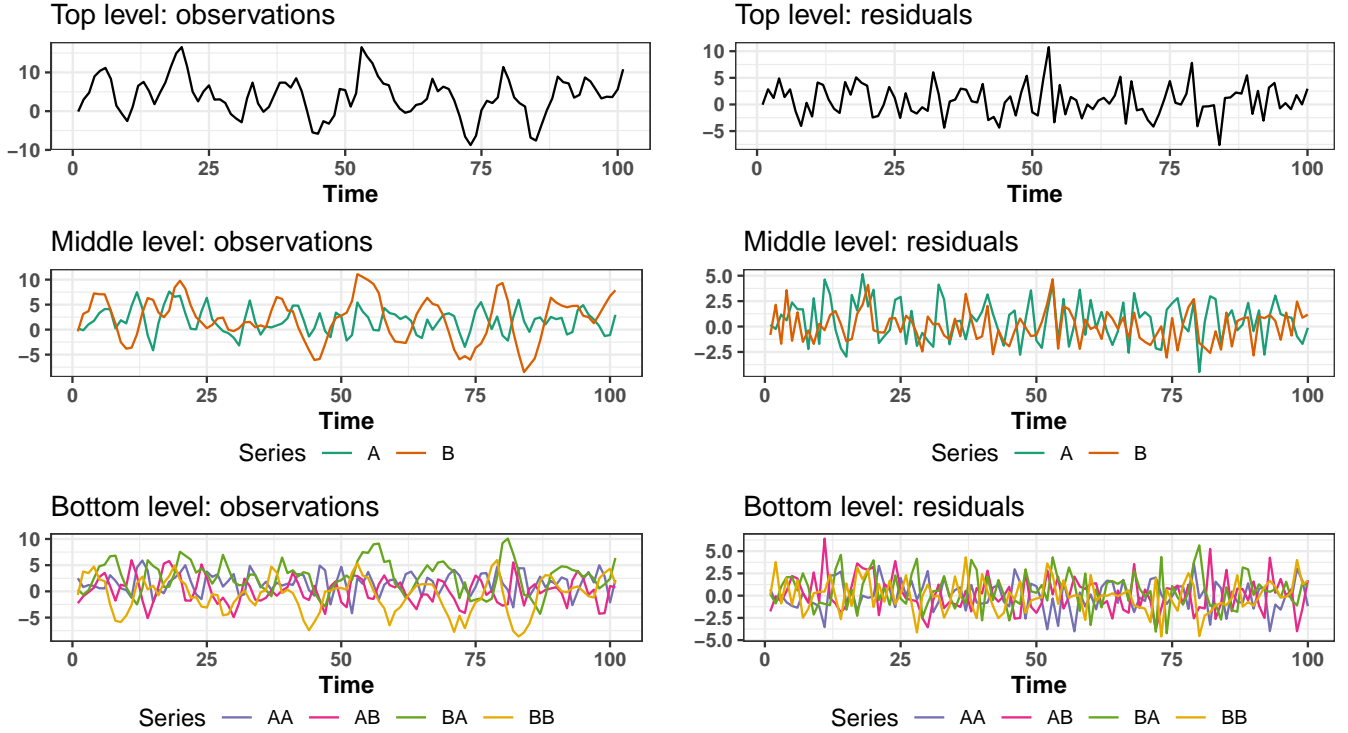 Top level: observations
10
0
−10
0 25 50 75 100
Time
Top level: residuals
10
5
0
−5
0 25 50 75 100
Time
Middle level: observations
10
5
0
−5
0 25 50 75 100
Time
Series A B
Middle level: residuals
5.0
2.5
0.0
−2.5
0 25 50 75 100
Time
Series A B
Bottom level: observations
10
5
0
−5
0 25 50 75 100
Time
Series AA AB BA BB
Bottom level: residuals
5.0
2.5
0.0
−2.5
−5.0
0 25 50 75 100
Time
Series AA AB BA BB